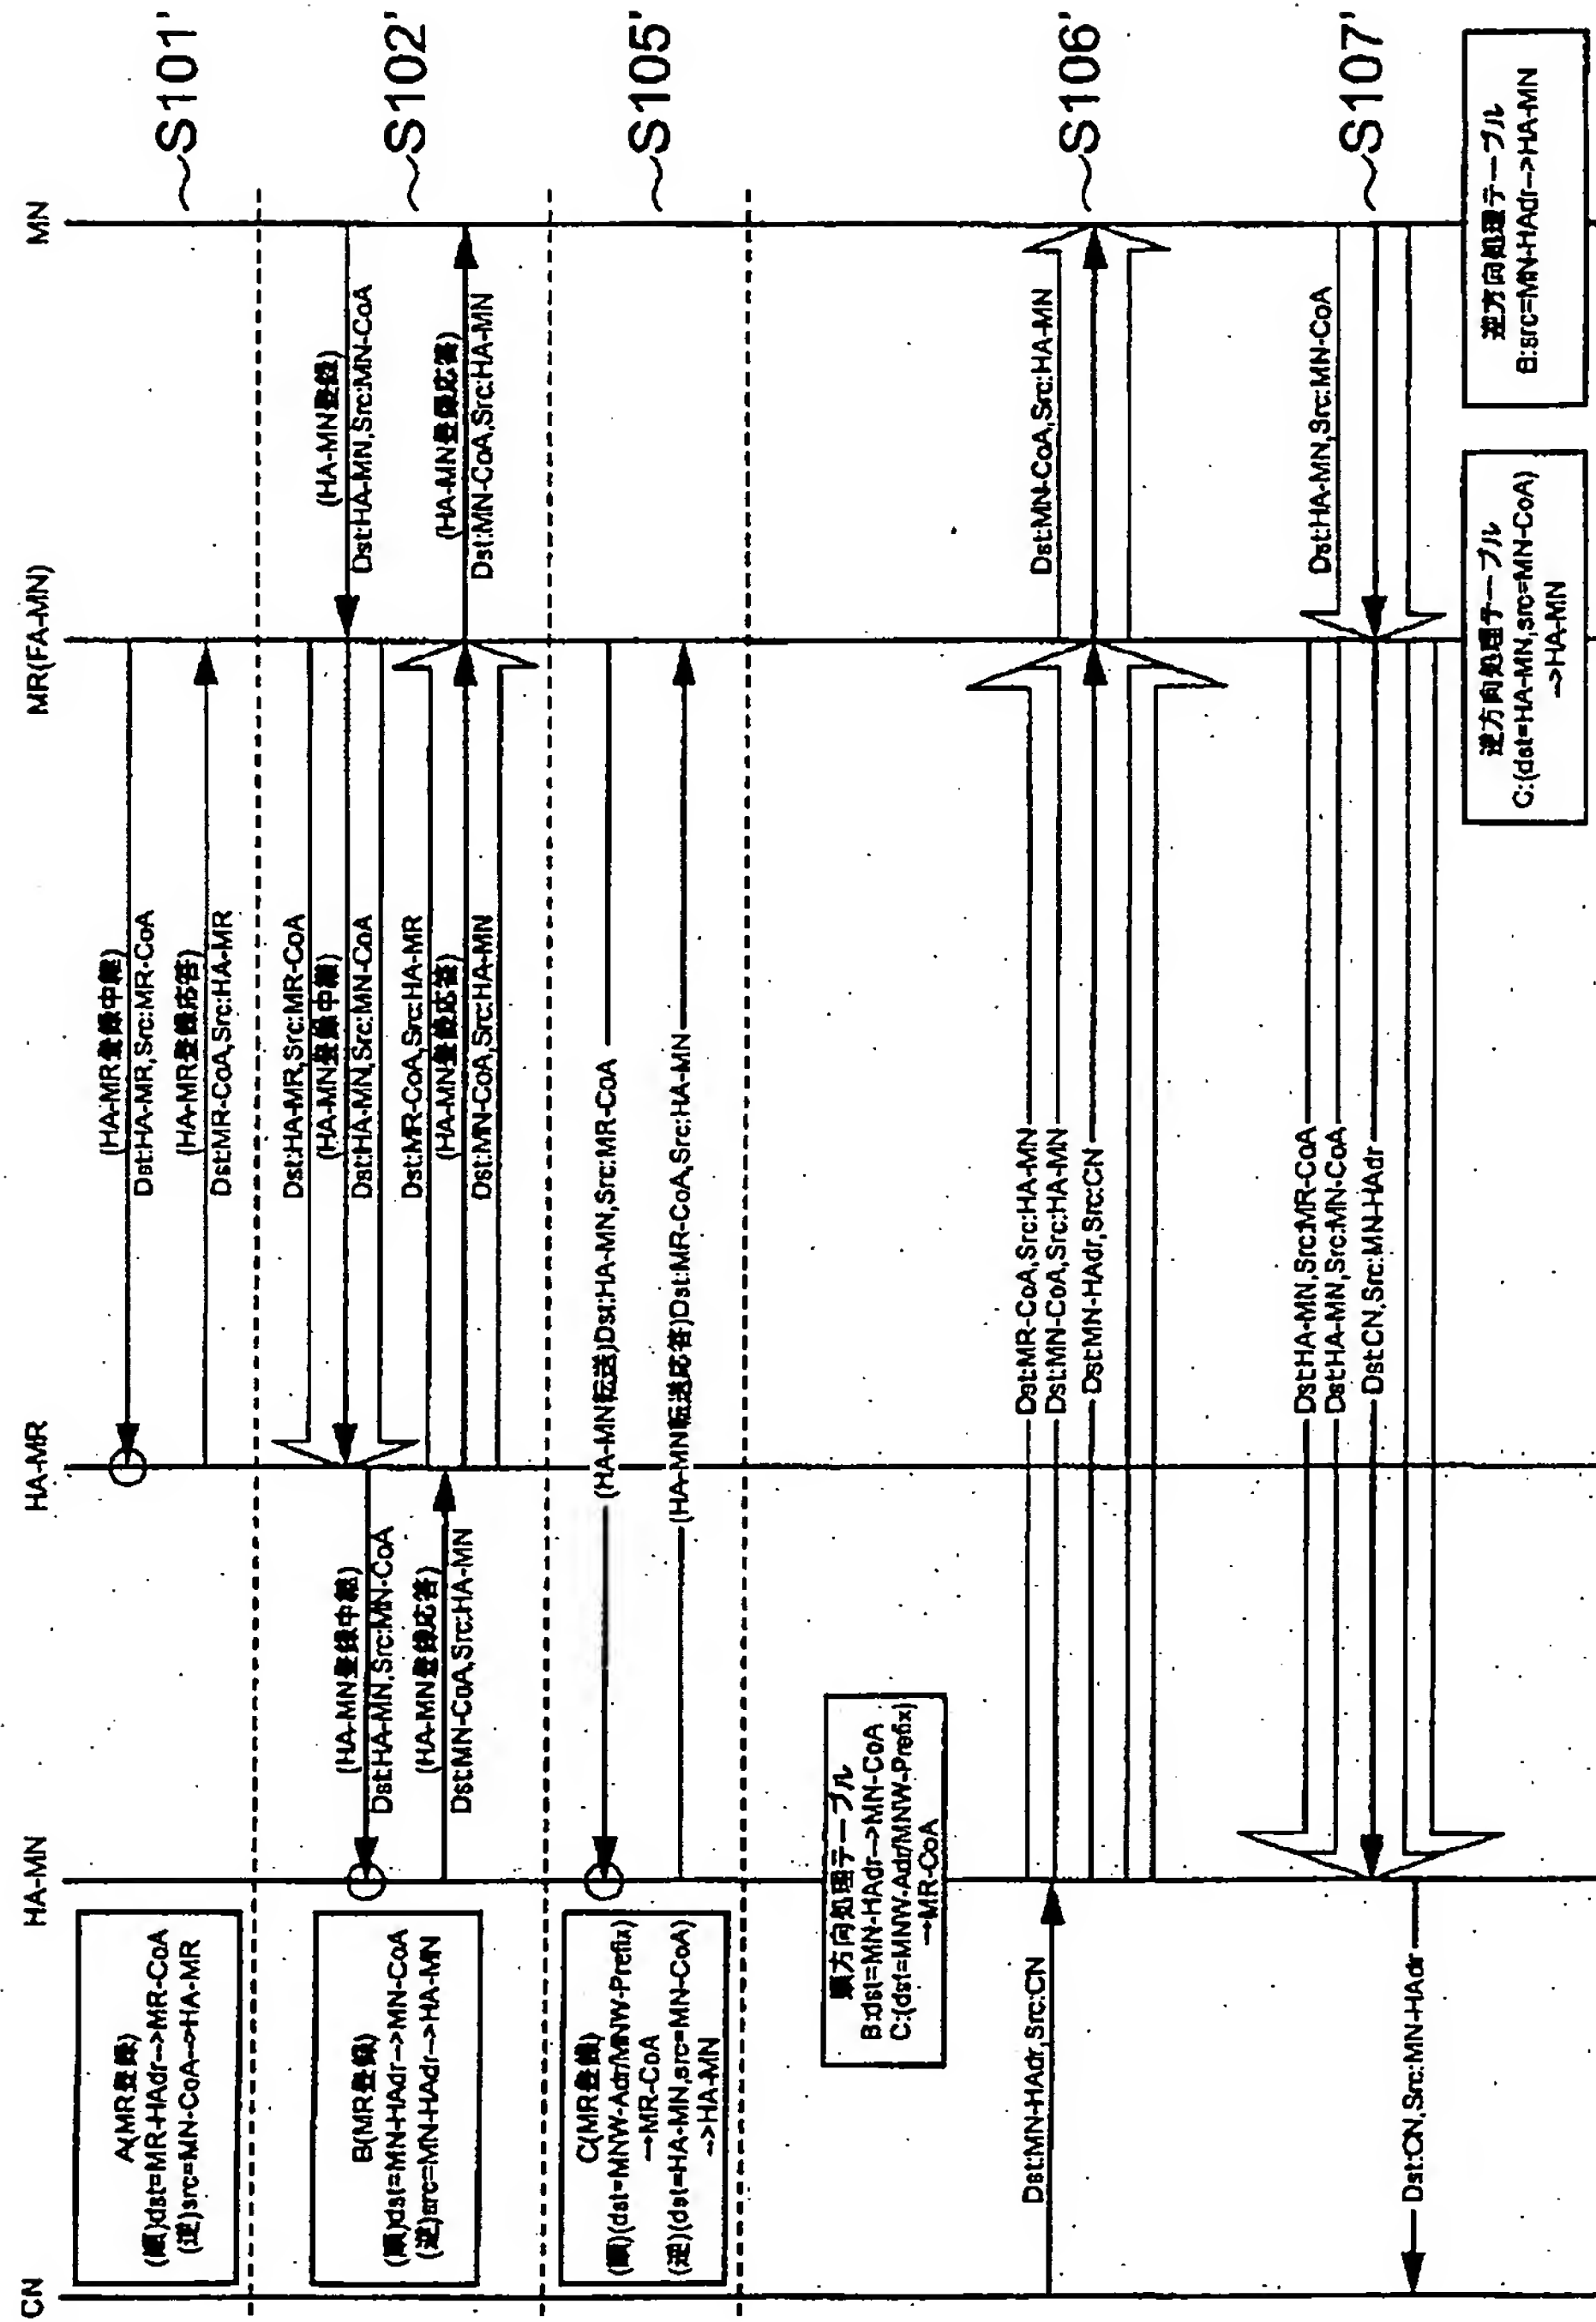 CN
HA-MN
HA-MR
MR(FA-MN)
MN
A(MR登録)
(順)dst=MR-HAdr-->MR-CoA
(逆)src=MN-CoA-->HA-MR
(HA-MR登録中継)
Dst:HA-MR,Src:MR-CoA
(HA-MR登録応答)
Dst:MR-CoA,Src:HA-MR
~S101'
B(MR登録)
(順)dst=MN-HAdr-->MN-CoA
(逆)src=MN-HAdr-->HA-MN
(HA-MN登録中継)
Dst:HA-MN,Src:MN-CoA
(HA-MN登録応答)
Dst:MN-CoA,Src:HA-MN
Dst:HA-MR,Src:MR-CoA
(HA-MN登録中継)
Dst:HA-MN,Src:MN-CoA
Dst:MR-CoA,Src:HA-MR
(HA-MN登録応答)
Dst:MN-CoA,Src:HA-MN
(HA-MN登録)
Dst:HA-MN,Src:MN-CoA
(HA-MN登録応答)
Dst:MN-CoA,Src:HA-MN
~S102'
C(MR登録)
(順)(dst=MNW-Adr/MNW-Prefix)
→MR-CoA
(逆)(dst=HA-MN,src=MN-CoA)
-->HA-MN
(HA-MN転送)Dst:HA-MN,Src:MR-CoA
(HA-MN転送応答)Dst:MR-CoA,Src:HA-MN
~S105'
順方向処理テーブル
B:dst=MN-HAdr-->MN-CoA
C:(dst=MNW-Adr/MNW-Prefix)
→MR-CoA
Dst:MN-HAdr,Src:CN
Dst:MR-CoA,Src:HA-MN
Dst:MN-CoA,Src:HA-MN
Dst:MN-HAdr,Src:CN
Dst:MN-CoA,Src:HA-MN
~S106'
Dst:CN,Src:MN-HAdr
Dst:HA-MN,Src:MR-CoA
Dst:HA-MN,Src:MN-CoA
Dst:CN,Src:MN-HAdr
Dst:HA-MN,Src:MN-CoA
~S107'
逆方向処理テーブル
C:(dst=HA-MN,src=MN-CoA)
-->HA-MN
逆方向処理テーブル
B:src=MN-HAdr-->HA-MN